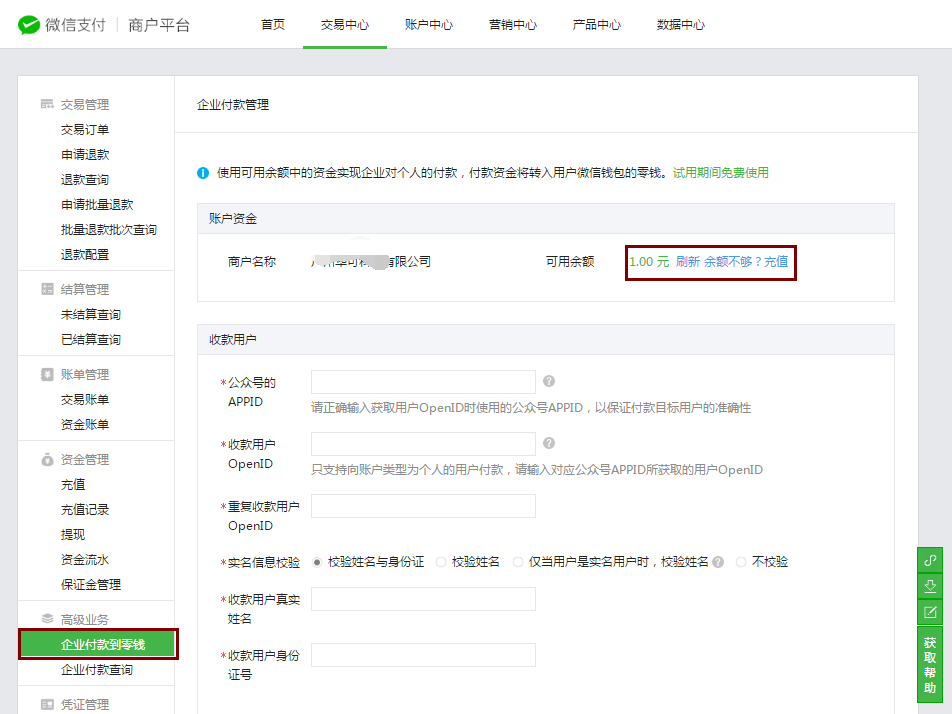 微信支付 商户平台
首页 交易中心 账户中心 营销中心 产品中心 数据中心
交易管理
交易订单
申请退款
退款查询
申请批量退款
批量退款批次查询
退款配置
结算管理
未结算查询
已结算查询
账单管理
交易账单
资金账单
资金管理
充值
充值记录
提现
资金流水
保证金管理
高级业务
企业付款到零钱
企业付款查询
凭证管理
企业付款管理
使用可用余额中的资金实现企业对个人的付款，付款资金将转入用户微信钱包的零钱。试用期间免费使用
账户资金
商户名称 有限公司 可用余额 1.00 元 刷新 余额不够？充值
收款用户
*公众号的
APPID
请正确输入获取用户OpenID时使用的公众号APPID，以保证付款目标用户的准确性
*收款用户
OpenID
只支持向账户类型为个人的用户付款，请输入对应公众号APPID所获取的用户OpenID
*重复收款用户
OpenID
*实名信息校验 校验姓名与身份证 校验姓名 仅当用户是实名用户时，校验姓名 不校验
*收款用户真实
姓名
*收款用户身份
证号
获
取
帮
助